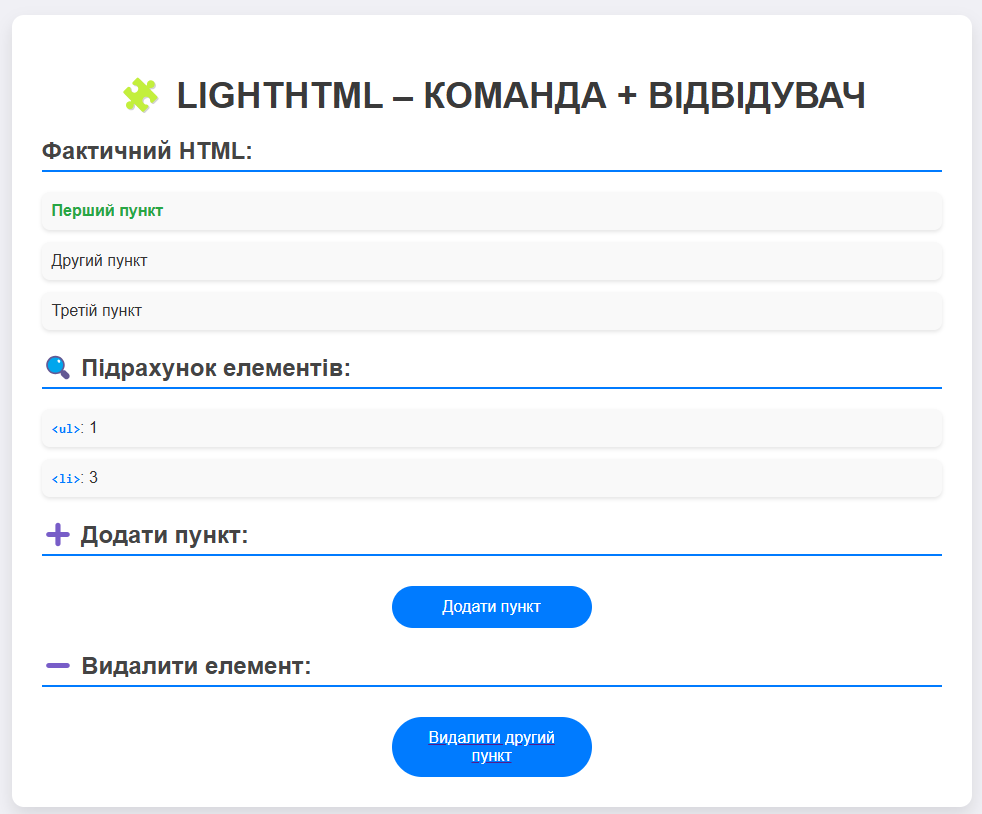 LIGHTHTML – КОМАНДА + ВІДВІДУВАЧ
Фактичний HTML:
Перший пункт
Другий пункт
Третій пункт
Підрахунок елементів:
<ul>: 1
<li>: 3
Додати пункт:
Додати пункт
Видалити елемент:
Видалити другий
пункт